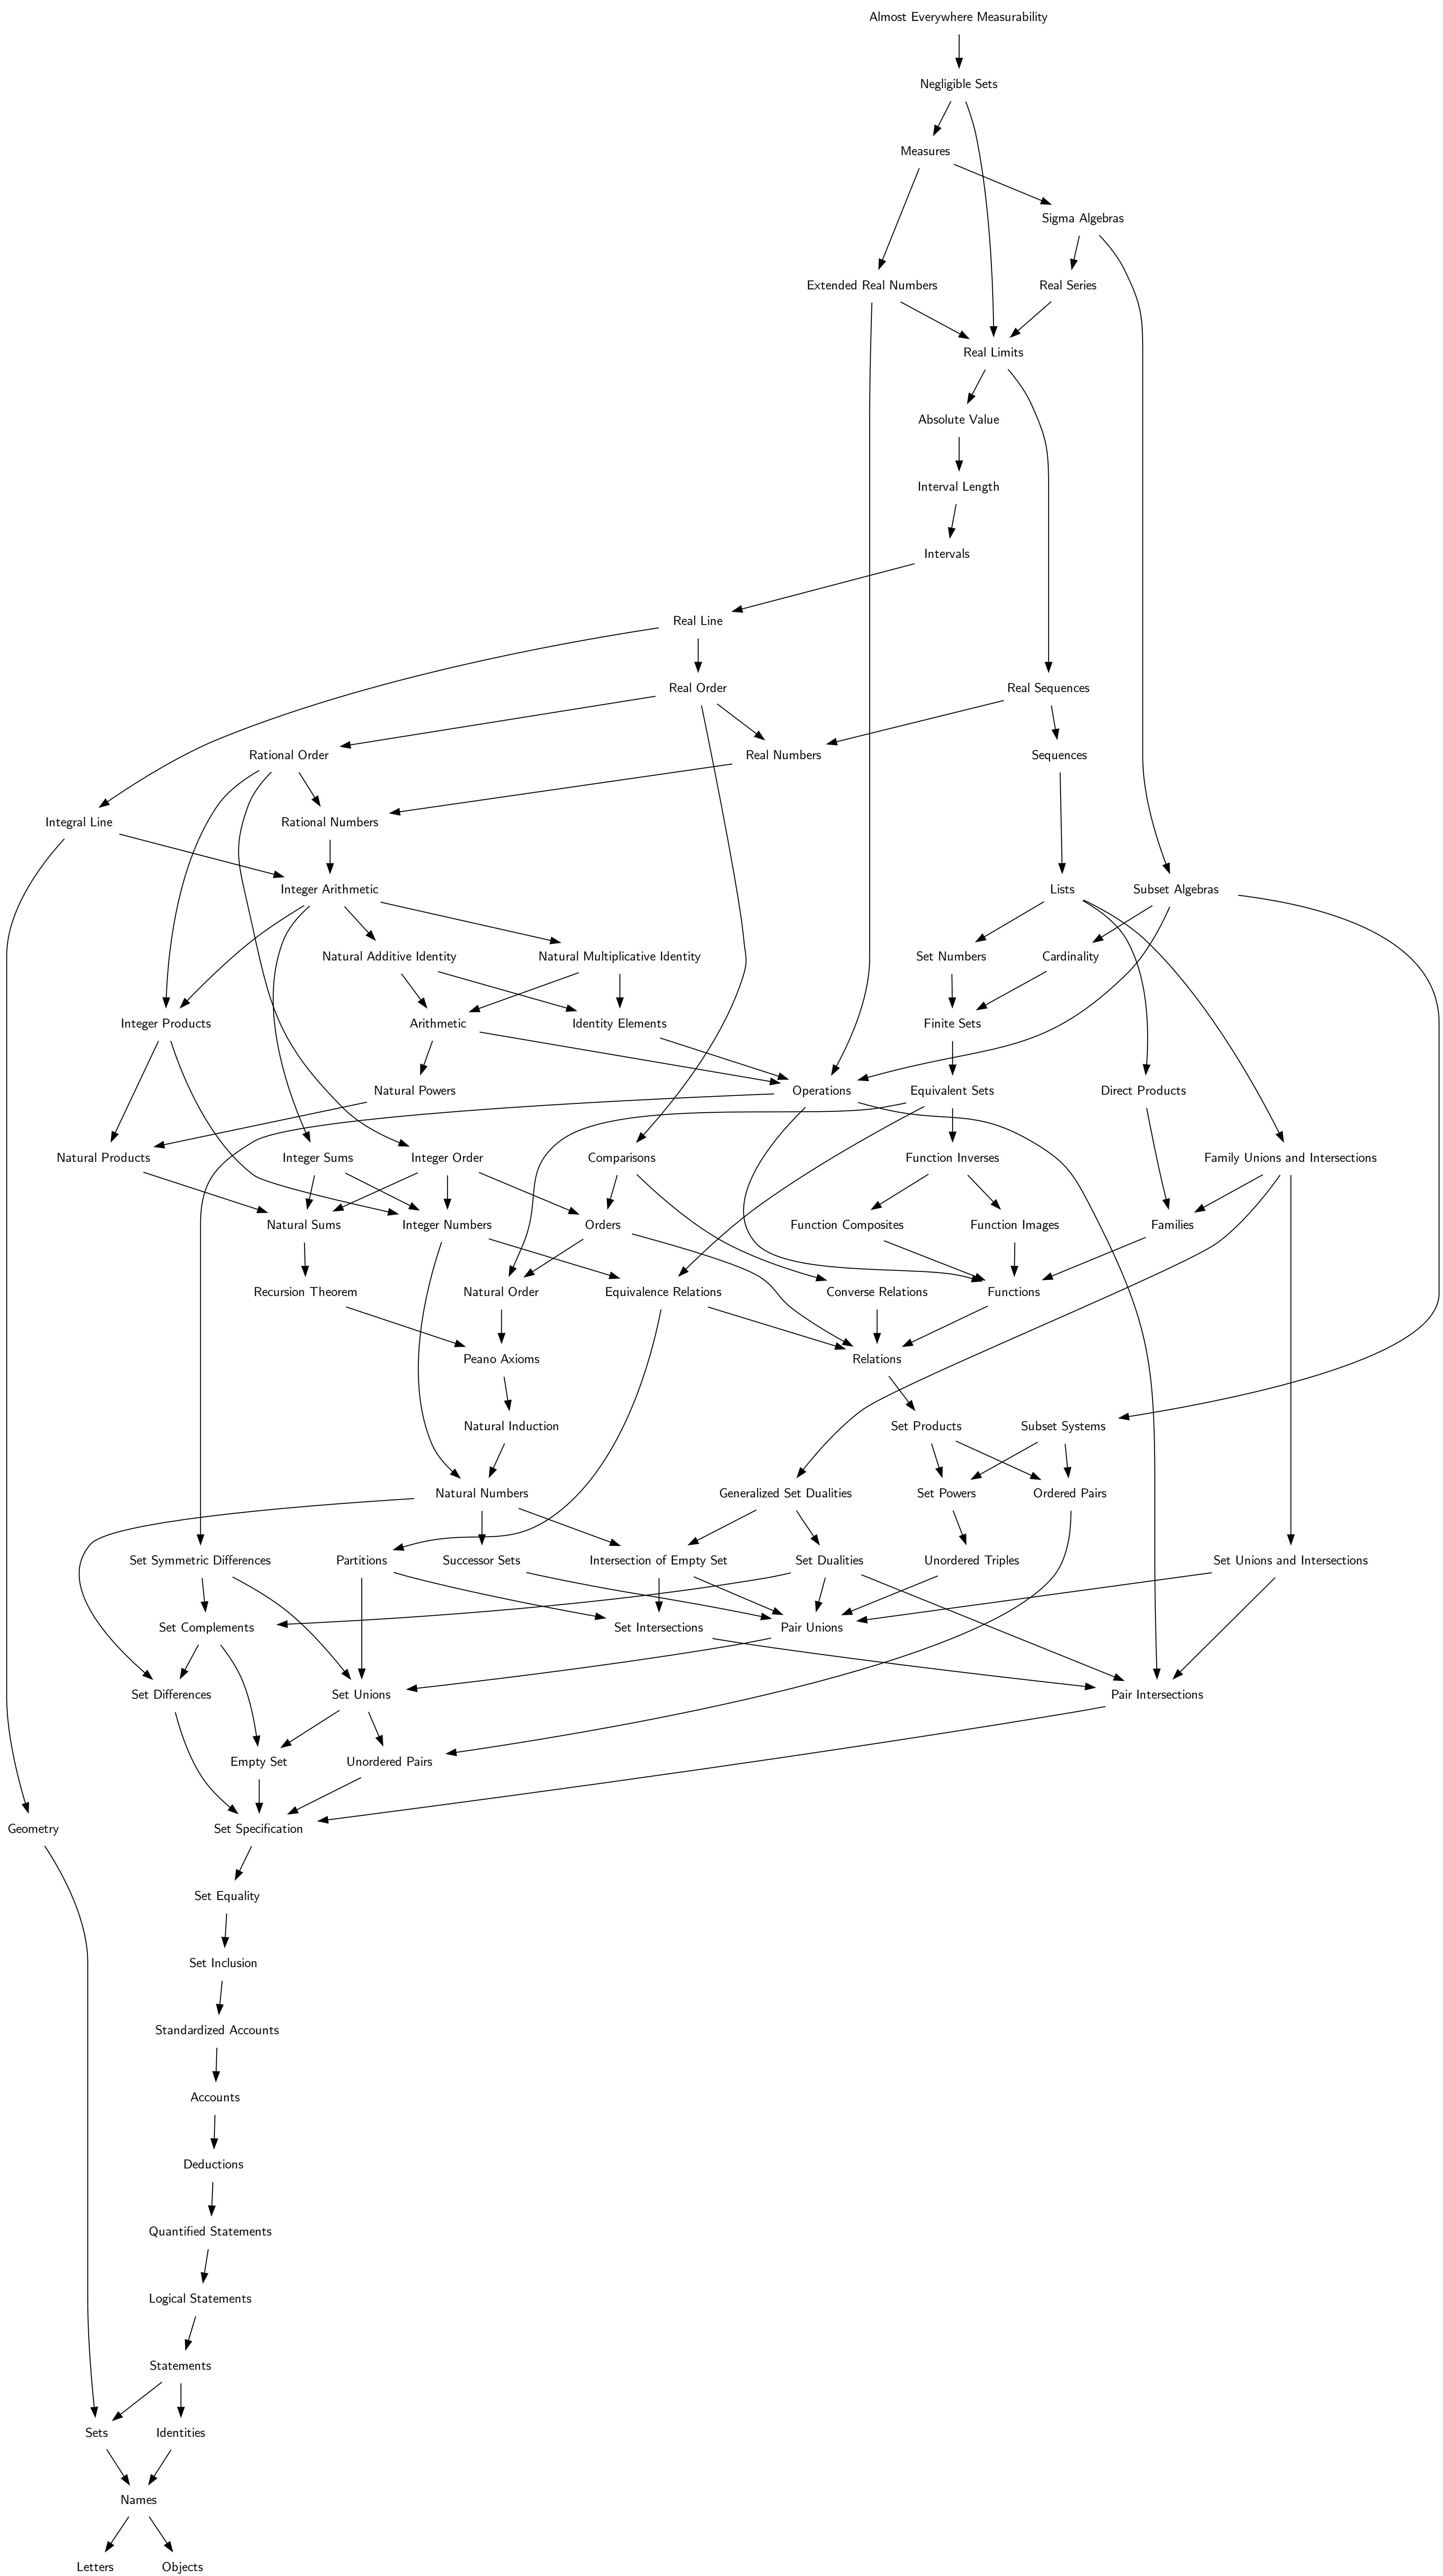 Almost Everywhere Measurability
Negligible Sets
Measures
Sigma Algebras
Extended Real Numbers
Real Series
Real Limits
Absolute Value
Interval Length
Intervals
Real Line
Real Order
Real Sequences
Rational Order
Real Numbers
Sequences
Integral Line
Rational Numbers
Integer Arithmetic
Lists
Subset Algebras
Natural Additive Identity
Natural Multiplicative Identity
Set Numbers
Cardinality
Integer Products
Arithmetic
Identity Elements
Finite Sets
Natural Powers
Operations
Equivalent Sets
Direct Products
Natural Products
Integer Sums
Integer Order
Comparisons
Function Inverses
Family Unions and Intersections
Natural Sums
Integer Numbers
Orders
Function Composites
Function Images
Families
Recursion Theorem
Natural Order
Equivalence Relations
Converse Relations
Functions
Peano Axioms
Relations
Natural Induction
Set Products
Subset Systems
Natural Numbers
Generalized Set Dualities
Set Powers
Ordered Pairs
Set Symmetric Differences
Partitions
Successor Sets
Intersection of Empty Set
Set Dualities
Unordered Triples
Set Unions and Intersections
Set Complements
Set Intersections
Pair Unions
Set Differences
Set Unions
Pair Intersections
Empty Set
Unordered Pairs
Geometry
Set Specification
Set Equality
Set Inclusion
Standardized Accounts
Accounts
Deductions
Quantified Statements
Logical Statements
Statements
Sets
Identities
Names
Letters
Objects